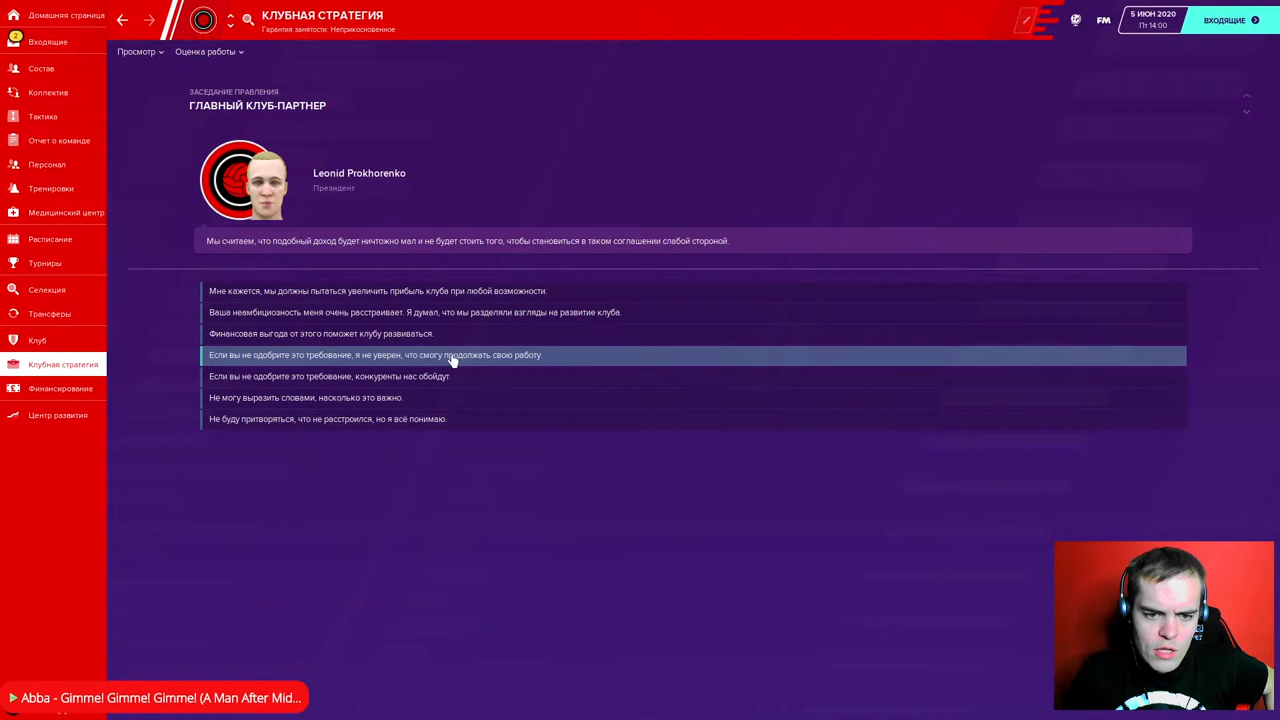 Домашняя страница
КЛУБНАЯ СТРАТЕГИЯ
Гарантия занятости: Неприкосновенное
FM
5 ИЮН 2020
Пт 14:00
ВХОДЯЩИЕ
2
Входящие
Состав
Коллектив
Тактика
Отчет о команде
Персонал
Тренировки
Медицинский центр
Расписание
Турниры
Селекция
Трансферы
Клуб
Клубная стратегия
Финансирование
Центр развития
Просмотр
Оценка работы
ЗАСЕДАНИЕ ПРАВЛЕНИЯ
ГЛАВНЫЙ КЛУБ-ПАРТНЕР
Leonid Prokhorenko
Президент
Мы считаем, что подобный доход будет ничтожно мал и не будет стоить того, чтобы становиться в таком соглашении слабой стороной.
Мне кажется, мы должны пытаться увеличить прибыль клуба при любой возможности.
Ваша неамбициозность меня очень расстраивает. Я думал, что мы разделяли взгляды на развитие клуба.
Финансовая выгода от этого поможет клубу развиваться.
Если вы не одобрите это требование, я не уверен, что смогу продолжать свою работу.
Если вы не одобрите это требование, конкуренты нас обойдут.
Не могу выразить словами, насколько это важно.
Не буду притворяться, что не расстроился, но я всё понимаю.
Abba - Gimme! Gimme! Gimme! (A Man After Mid...